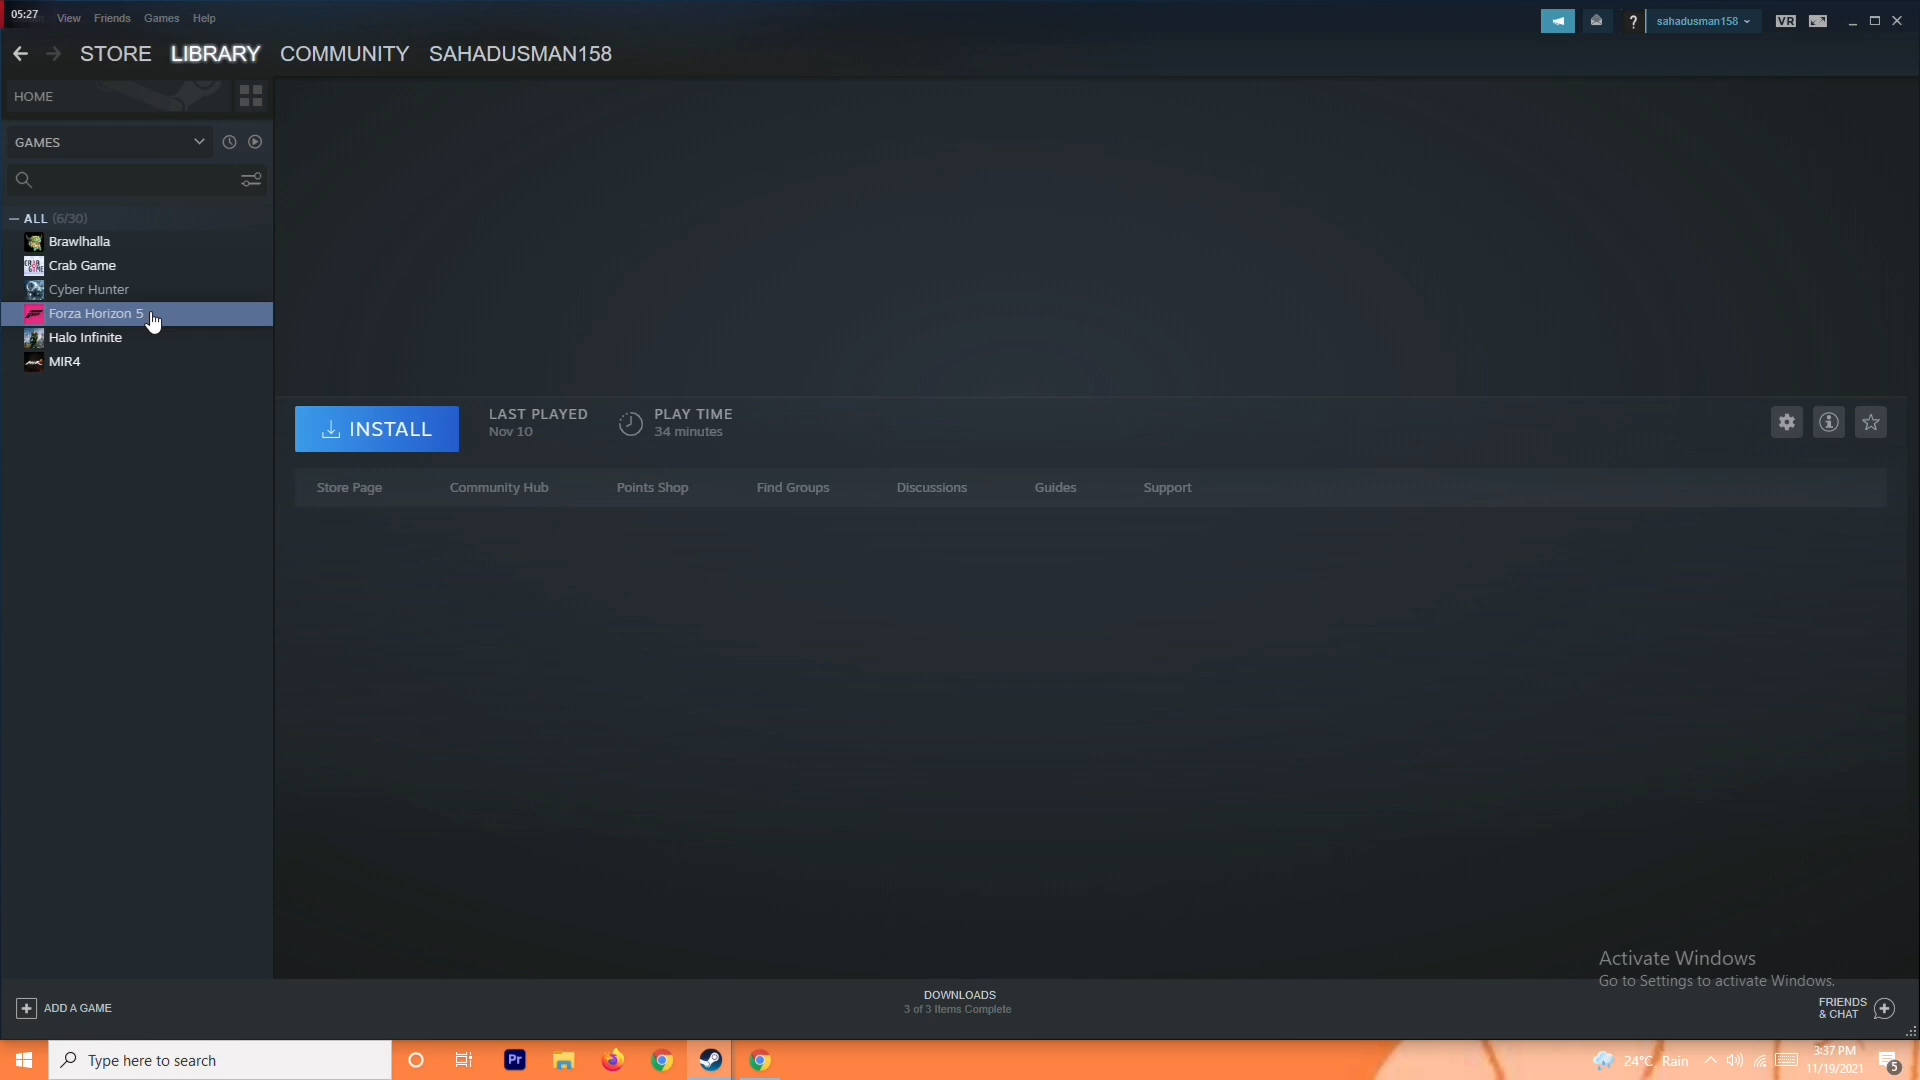 05:27
View Friends Games Help
? sahadusman158 VR
STORE LIBRARY COMMUNITY SAHADUSMAN158
HOME
GAMES
— ALL (6/30)
Brawlhalla
Crab Game
Cyber Hunter
Forza Horizon 5
Halo Infinite
MIR4
INSTALL
LAST PLAYED
Nov 10
PLAY TIME
34 minutes
Store Page Community Hub Points Shop Find Groups Discussions Guides Support
Activate Windows
Go to Settings to activate Windows.
ADD A GAME
DOWNLOADS
3 of 3 Items Complete
FRIENDS
& CHAT
Type here to search
Pr
24°C Rain
3:37 PM
11/19/2021
5